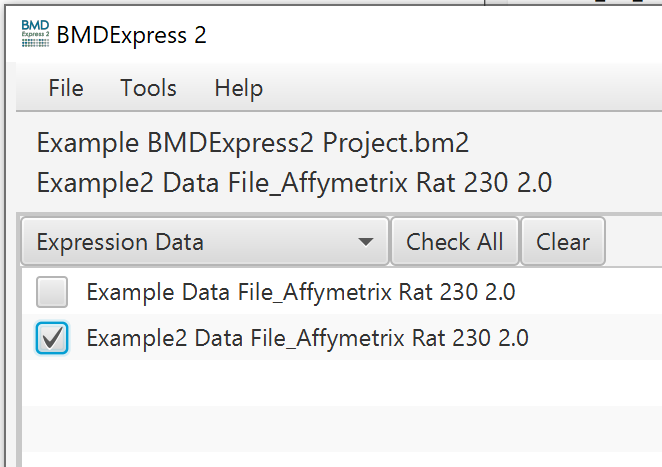 BMD
Express 2
BMDExpress 2
File Tools Help
Example BMDExpress2 Project.bm2
Example2 Data File_Affymetrix Rat 230 2.0
Expression Data Check All Clear
Example Data File_Affymetrix Rat 230 2.0
Example2 Data File_Affymetrix Rat 230 2.0